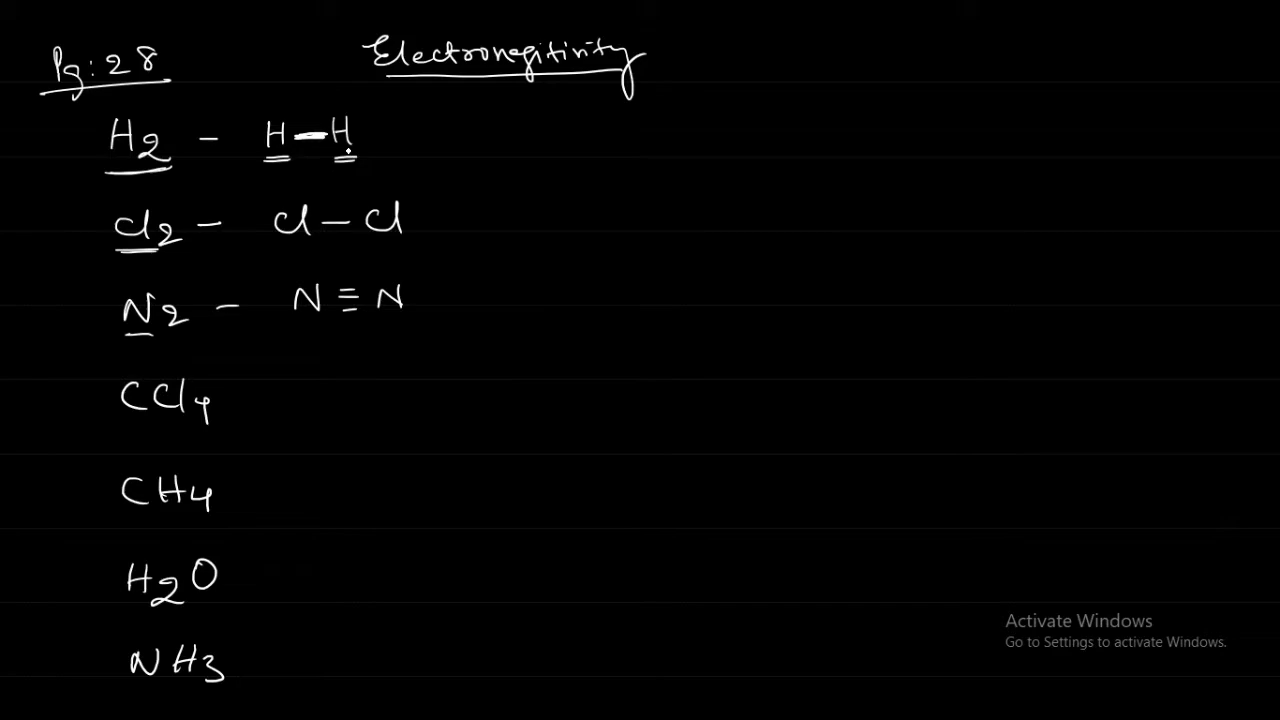 Pg: 28
Electronegitivity
H2 - H-H
Cl2 - Cl-Cl
N2 - N≡N
CCl4
CH4
H2O
NH3
Activate Windows
Go to Settings to activate Windows.